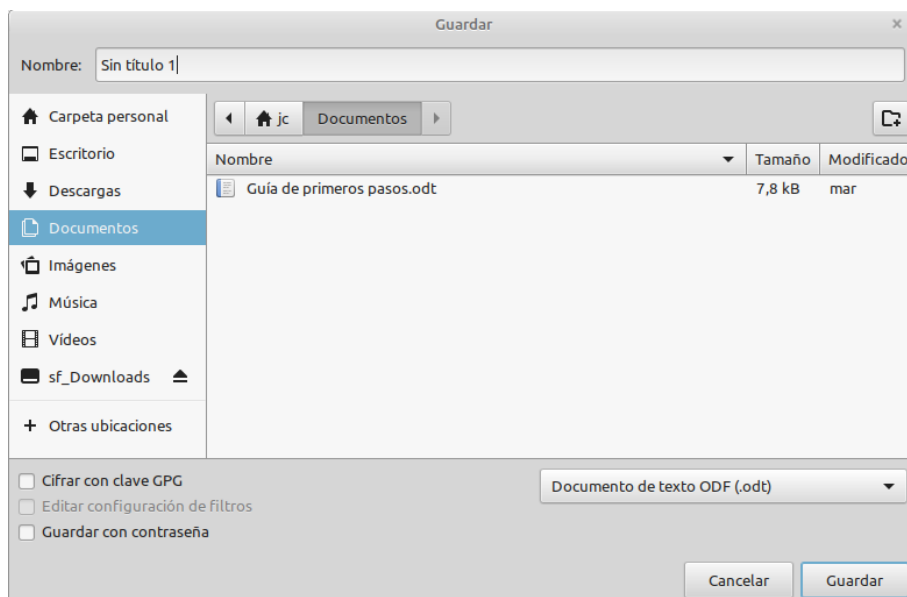 Guardar
Nombre: Sin título 1
Carpeta personal
Escritorio
Descargas
Documentos
Imágenes
Música
Vídeos
sf_Downloads
Otras ubicaciones
jc Documentos
Nombre Tamaño Modificado
Guía de primeros pasos.odt 7,8 kB mar
Cifrar con clave GPG
Editar configuración de filtros
Guardar con contraseña
Documento de texto ODF (.odt)
Cancelar Guardar